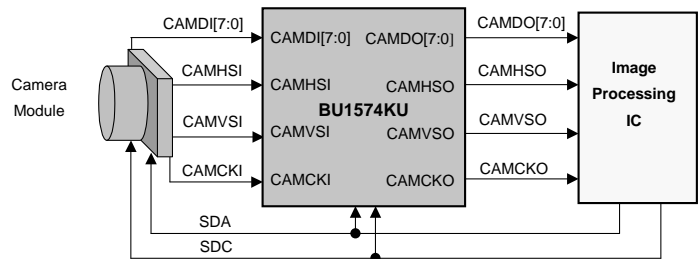 CAMDI[7:0]
CAMDO[7:0]
CAMDI[7:0]
CAMDO[7:0]
Camera
Module
CAMHSI
CAMHSI
CAMHSO
CAMHSO
BU1574KU
Image
Processing
IC
CAMVSI
CAMVSI
CAMVSO
CAMVSO
CAMCKI
CAMCKI
CAMCKO
CAMCKO
SDA
SDC